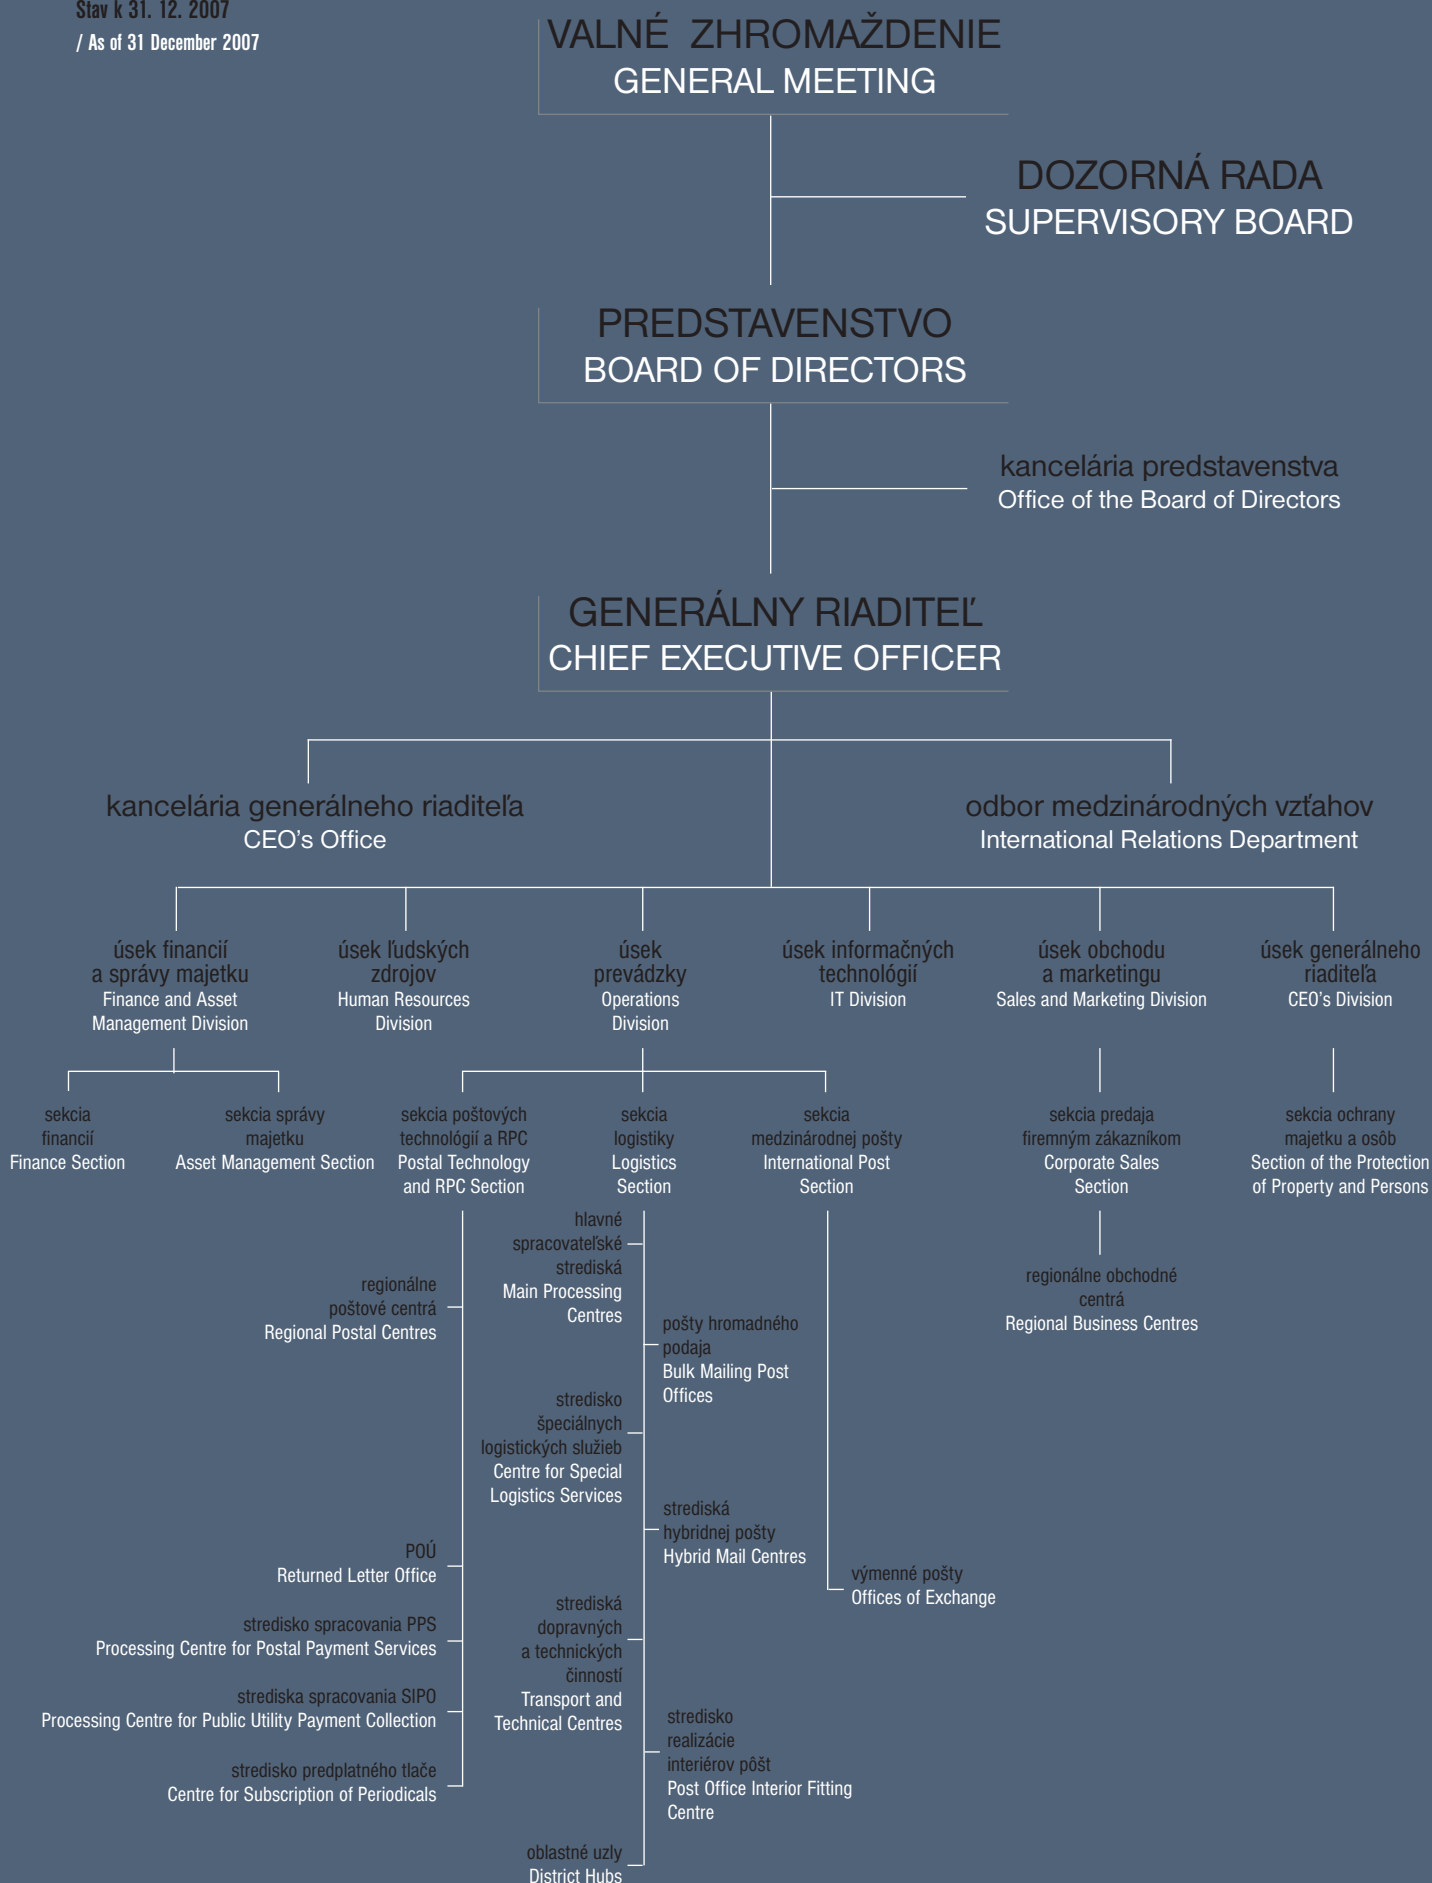 Stav k 31. 12. 2007
/ As of 31 December 2007
VALNÉ ZHROMAŽDENIE
GENERAL MEETING
DOZORNÁ RADA
SUPERVISORY BOARD
PREDSTAVENSTVO
BOARD OF DIRECTORS
kancelária predstavenstva
Office of the Board of Directors
GENERÁLNY RIADITEĽ
CHIEF EXECUTIVE OFFICER
kancelária generálneho riaditeľa
CEO's Office
odbor medzinárodných vzťahov
International Relations Department
úsek financií
a správy majetku
Finance and Asset
Management Division
úsek ľudských
zdrojov
Human Resources
Division
úsek
prevádzky
Operations
Division
úsek informačných
technológií
IT Division
úsek obchodu
a marketingu
Sales and Marketing Division
úsek generálneho
riaditeľa
CEO's Division
sekcia
financií
Finance Section
sekcia správy
majetku
Asset Management Section
sekcia poštových
technológií a RPC
Postal Technology
and RPC Section
sekcia
logistiky
Logistics
Section
sekcia
medzinárodnej pošty
International Post
Section
sekcia predaja
firemným zákazníkom
Corporate Sales
Section
sekcia ochrany
majetku a osôb
Section of the Protection
of Property and Persons
regionálne
poštové centrá
Regional Postal Centres
POÚ
Returned Letter Office
stredisko spracovania PPS
Processing Centre for Postal Payment Services
strediska spracovania SIPO
Processing Centre for Public Utility Payment Collection
stredisko predplatného tlače
Centre for Subscription of Periodicals
hlavné
spracovateľské
strediská
Main Processing
Centres
pošty hromadného
podaja
Bulk Mailing Post
Offices
stredisko
špeciálnych
logistických služieb
Centre for Special
Logistics Services
strediská
hybridnej pošty
Hybrid Mail Centres
strediská
dopravných
a technických
činností
Transport and
Technical Centres
stredisko
realizácie
interiérov pôšt
Post Office Interior Fitting
Centre
oblastné uzly
District Hubs
výmenné pošty
Offices of Exchange
regionálne obchodné
centrá
Regional Business Centres